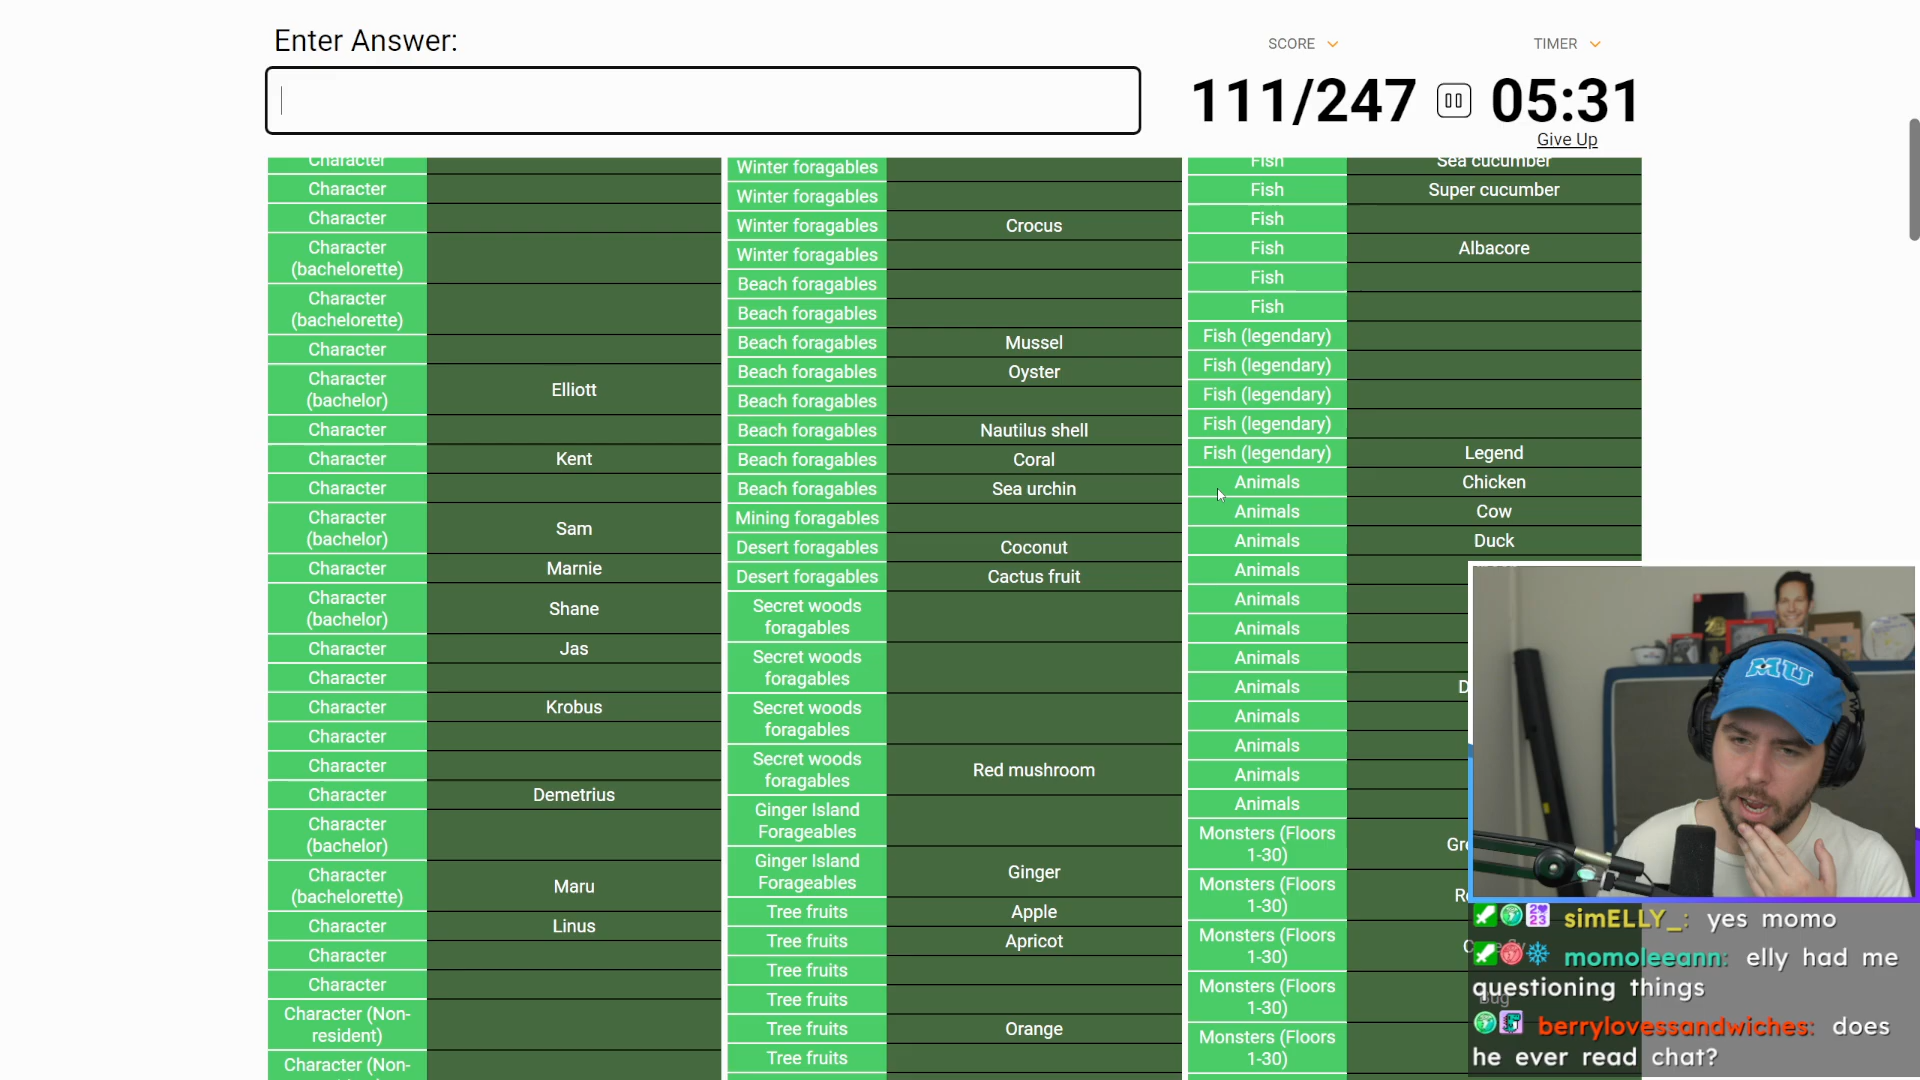 Enter Answer:
SCORE
TIMER
111/247
05:31
Give Up
Character
Character
Character
Character (bachelorette)
Character (bachelorette)
Character
Character (bachelor) Elliott
Character
Character Kent
Character
Character (bachelor) Sam
Character Marnie
Character (bachelor) Shane
Character Jas
Character
Character Krobus
Character
Character
Character Demetrius
Character (bachelor)
Character (bachelorette) Maru
Character Linus
Character
Character
Character (Non-resident)
Character (Non-
Winter foragables
Winter foragables
Winter foragables Crocus
Winter foragables
Beach foragables
Beach foragables
Beach foragables Mussel
Beach foragables Oyster
Beach foragables
Beach foragables Nautilus shell
Beach foragables Coral
Beach foragables Sea urchin
Mining foragables
Desert foragables Coconut
Desert foragables Cactus fruit
Secret woods foragables
Secret woods foragables
Secret woods foragables
Secret woods foragables Red mushroom
Ginger Island Forageables
Ginger Island Forageables Ginger
Tree fruits Apple
Tree fruits Apricot
Tree fruits
Tree fruits
Tree fruits Orange
Tree fruits
Fish Sea cucumber
Fish Super cucumber
Fish
Fish Albacore
Fish
Fish
Fish (legendary)
Fish (legendary)
Fish (legendary)
Fish (legendary)
Fish (legendary) Legend
Animals Chicken
Animals Cow
Animals Duck
Animals
Animals
Animals
Animals
Animals D
Animals
Animals
Animals
Animals
Monsters (Floors 1-30) Gre
Monsters (Floors 1-30)
Monsters (Floors 1-30)
Monsters (Floors 1-30) Bug
Monsters (Floors 1-30)
MU
simELLY_: yes momo
momoleeann: elly had me
questioning things
berrylovessandwiches: does
he ever read chat?